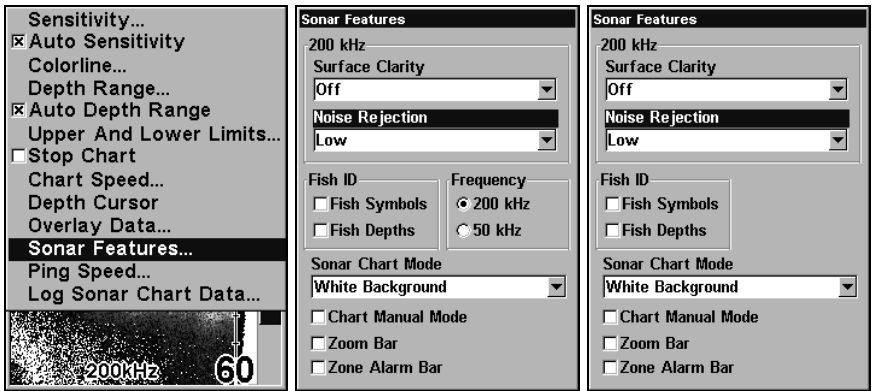 Sensitivity...
Auto Sensitivity
Colorline...
Depth Range...
Auto Depth Range
Upper And Lower Limits...
Stop Chart
Chart Speed...
Depth Cursor
Overlay Data...
Sonar Features...
Ping Speed...
Log Sonar Chart Data...
200kHz
60
Sonar Features
200 kHz
Surface Clarity
Off
Noise Rejection
Low
Fish ID
Fish Symbols
Fish Depths
Frequency
200 kHz
50 kHz
Sonar Chart Mode
White Background
Chart Manual Mode
Zoom Bar
Zone Alarm Bar
Sonar Features
200 kHz
Surface Clarity
Off
Noise Rejection
Low
Fish ID
Fish Symbols
Fish Depths
Sonar Chart Mode
White Background
Chart Manual Mode
Zoom Bar
Zone Alarm Bar